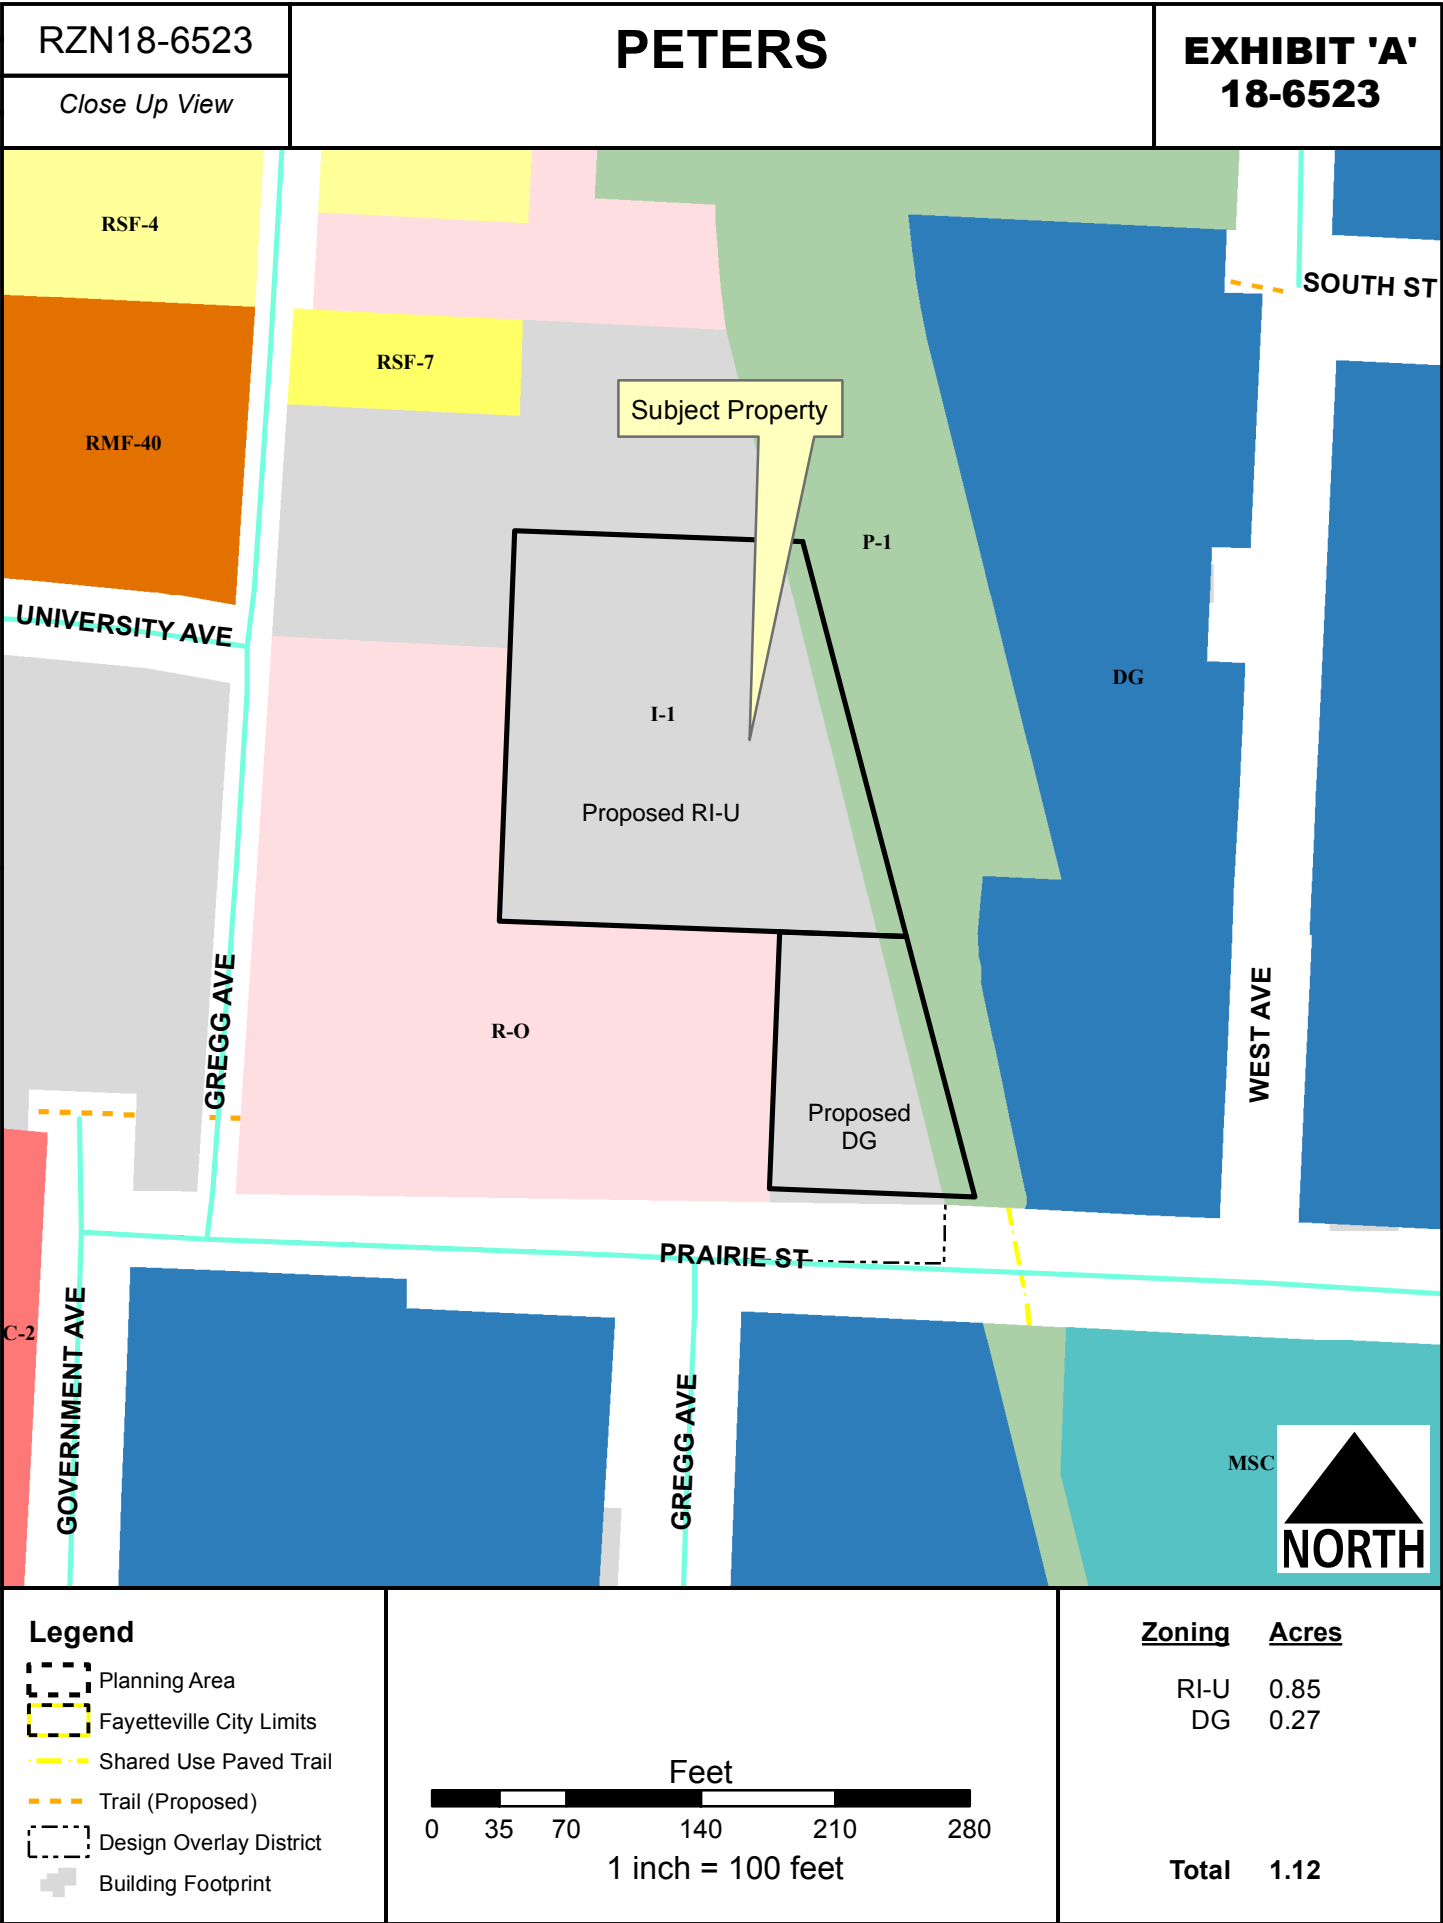 RZN18-6523
Close Up View
PETERS
EXHIBIT 'A'
18-6523
RSF-4
SOUTH ST
RSF-7
Subject Property
RMF-40
P-1
UNIVERSITY AVE
DG
I-1
Proposed RI-U
GREGG AVE
WEST AVE
R-O
Proposed
DG
PRAIRIE ST
C-2
GOVERNMENT AVE
GREGG AVE
MSC
NORTH
Legend
Planning Area
Fayetteville City Limits
Shared Use Paved Trail
Trail (Proposed)
Design Overlay District
Building Footprint
Feet
0 35 70 140 210 280
1 inch = 100 feet
Zoning Acres
RI-U 0.85
DG 0.27
Total 1.12